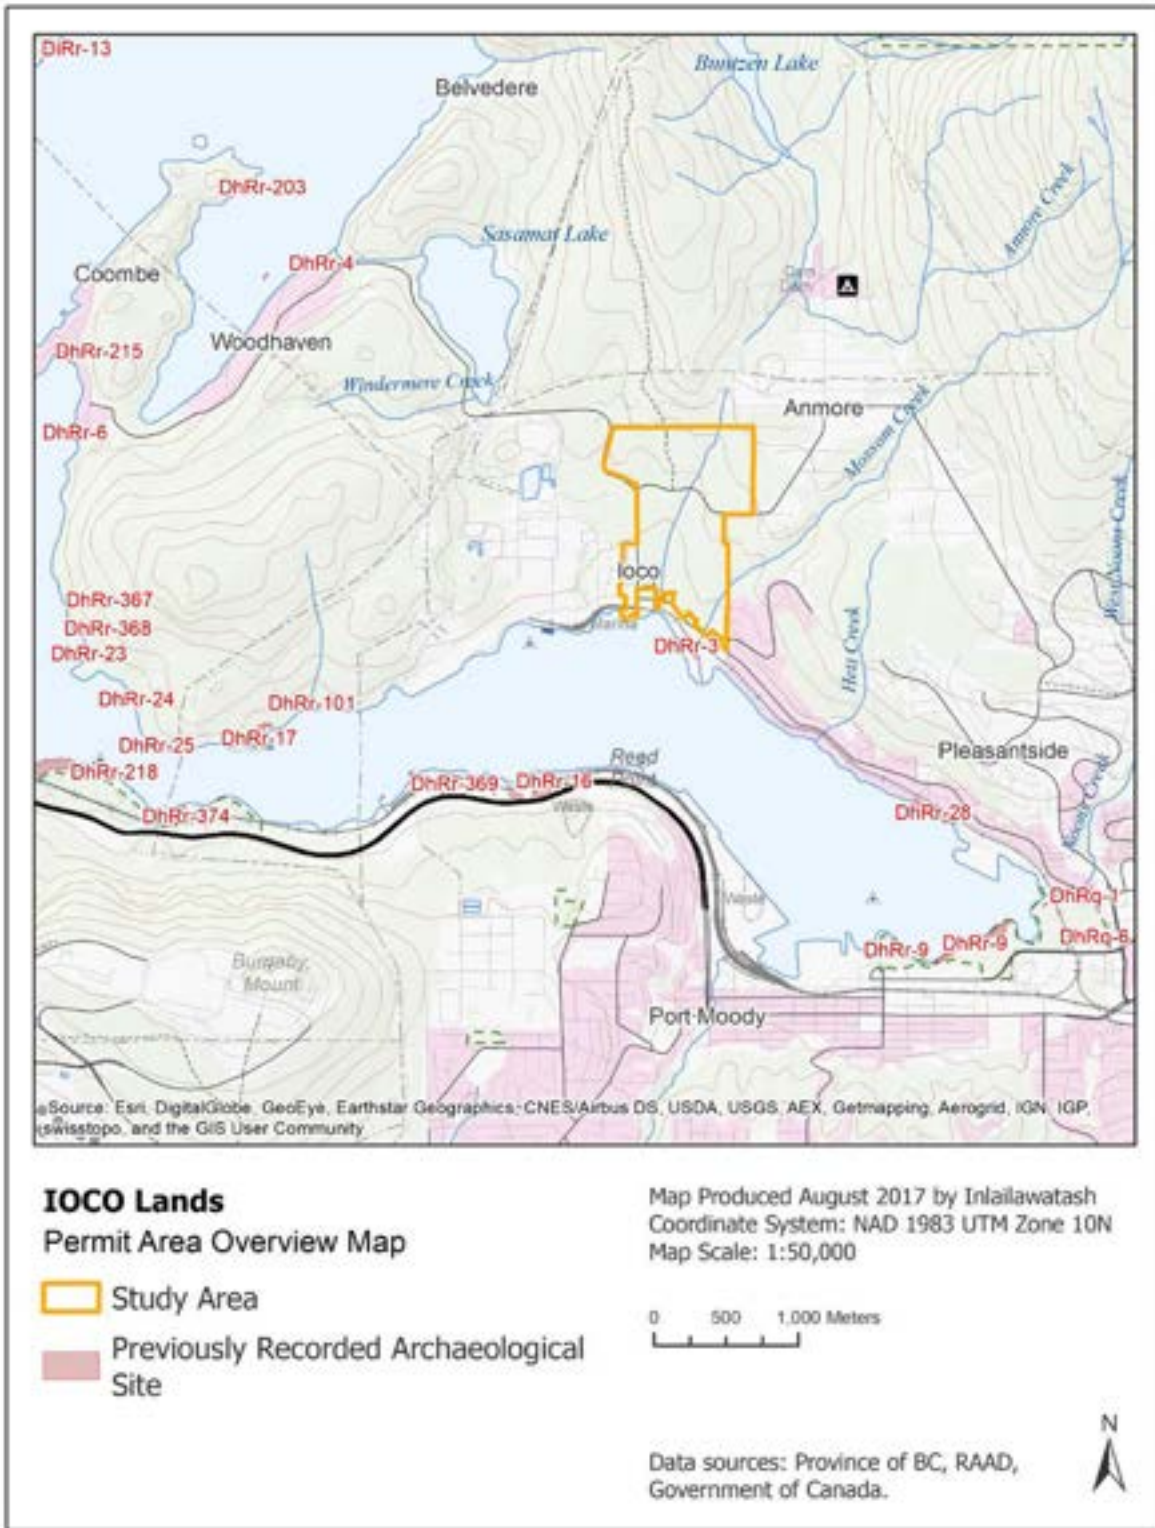 DiRr-13
Belvedere
Buntzen Lake
DhRr-203
Anmore Creek
Sasamat Lake
DhRr-4
Coombe
Woodhaven
DhRr-215
Windermere Creek
DhRr-6
Anmore
Mossom Creek
Ioco
DhRr-367
DhRr-368
DhRr-23
DhRr-3
DhRr-24
DhRr-101
DhRr-25
DhRr-17
Pleasantside
DhRr-218
Reed
DhRr-369
DhRr-16
DhRr-374
DhRr-28
DhRq-1
DhRq-6
DhRr-9
DhRr-9
Burnaby
Mount
Port Moody
Source: Esri, DigitalGlobe, GeoEye, Earthstar Geographics, CNES/Airbus DS, USDA, USGS, AEX, Getmapping, Aerogrid, IGN, IGP,
swisstopo, and the GIS User Community
IOCO Lands
Permit Area Overview Map
Study Area
Previously Recorded Archaeological
Site
Map Produced August 2017 by Inlailawatash
Coordinate System: NAD 1983 UTM Zone 10N
Map Scale: 1:50,000
0 500 1,000 Meters
Data sources: Province of BC, RAAD,
Government of Canada.
N